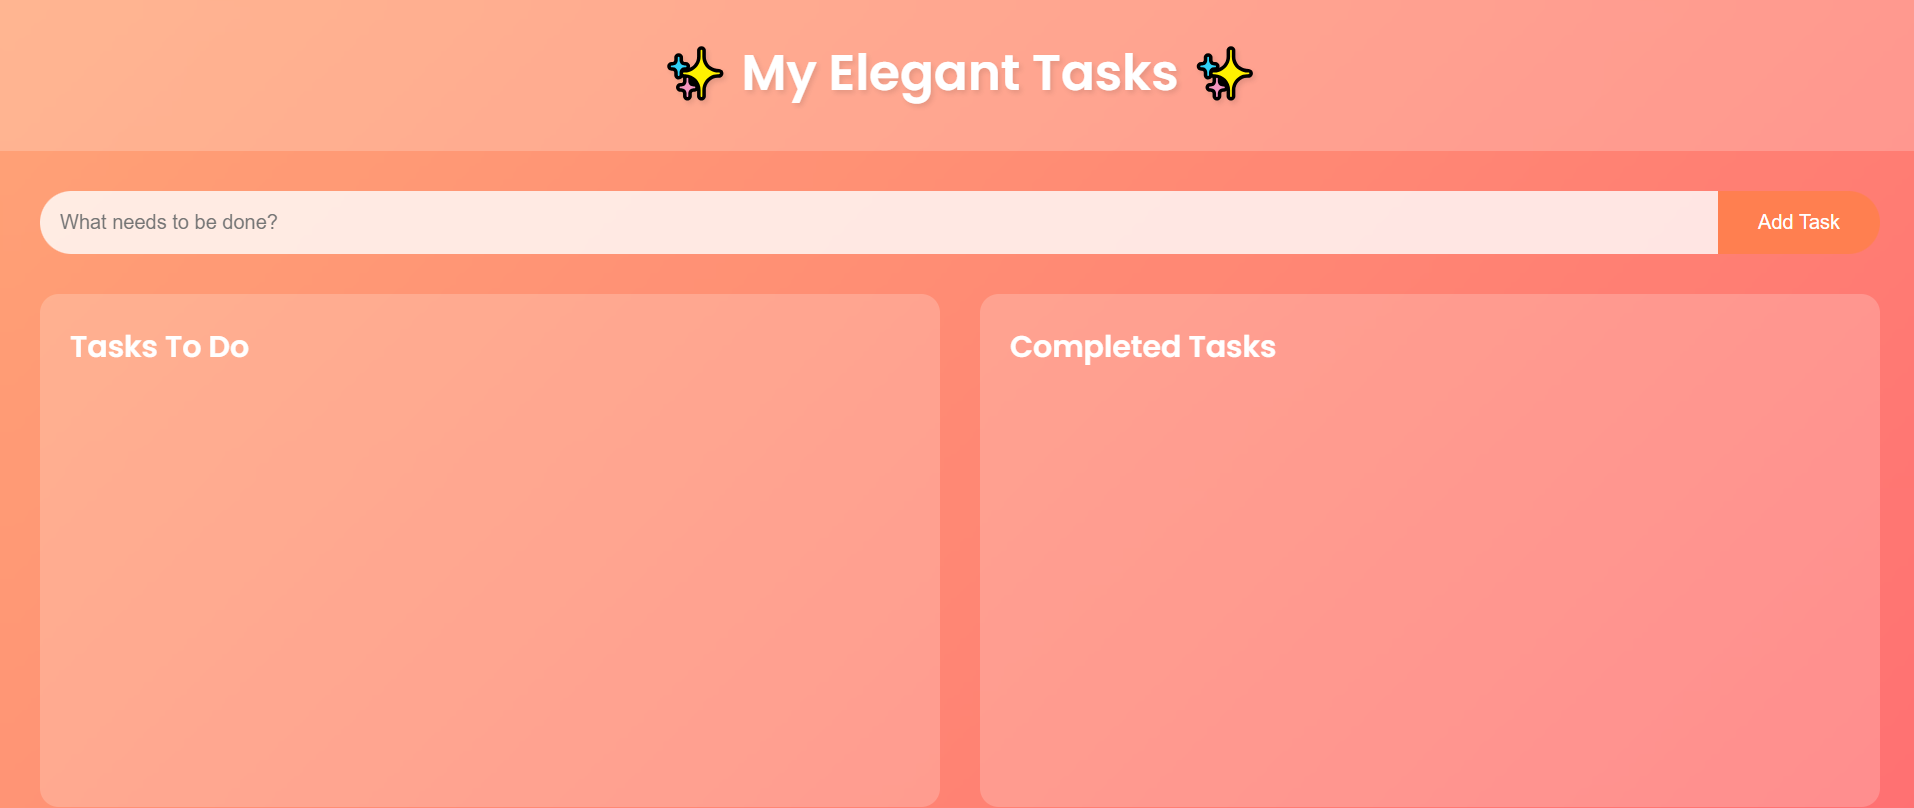 ✨ My Elegant Tasks ✨
What needs to be done?
Add Task
Tasks To Do
Completed Tasks